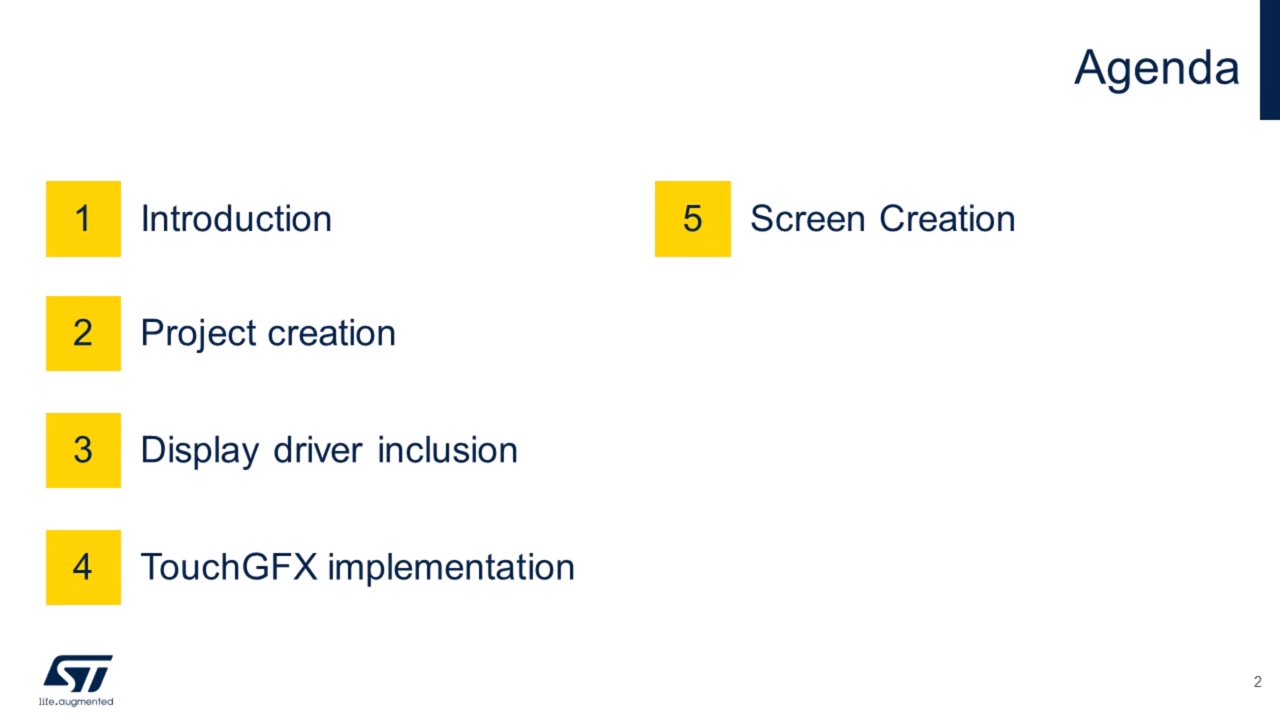 Agenda
1 Introduction
2 Project creation
3 Display driver inclusion
4 TouchGFX implementation
5 Screen Creation
ST
life.augmented
2